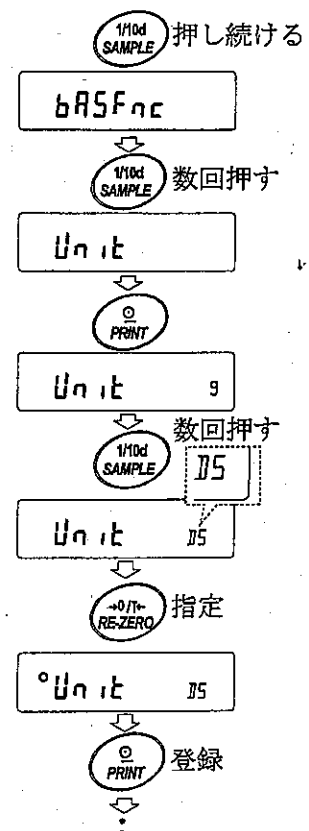 1/10d
SAMPLE 押し続ける
bASFnc
1/10d
SAMPLE 数回押す
Unit
PRINT
Unit g
数回押す
1/10d
SAMPLE
DS
Unit DS
→0/T←
RE-ZERO 指定
Unit DS
PRINT 登録